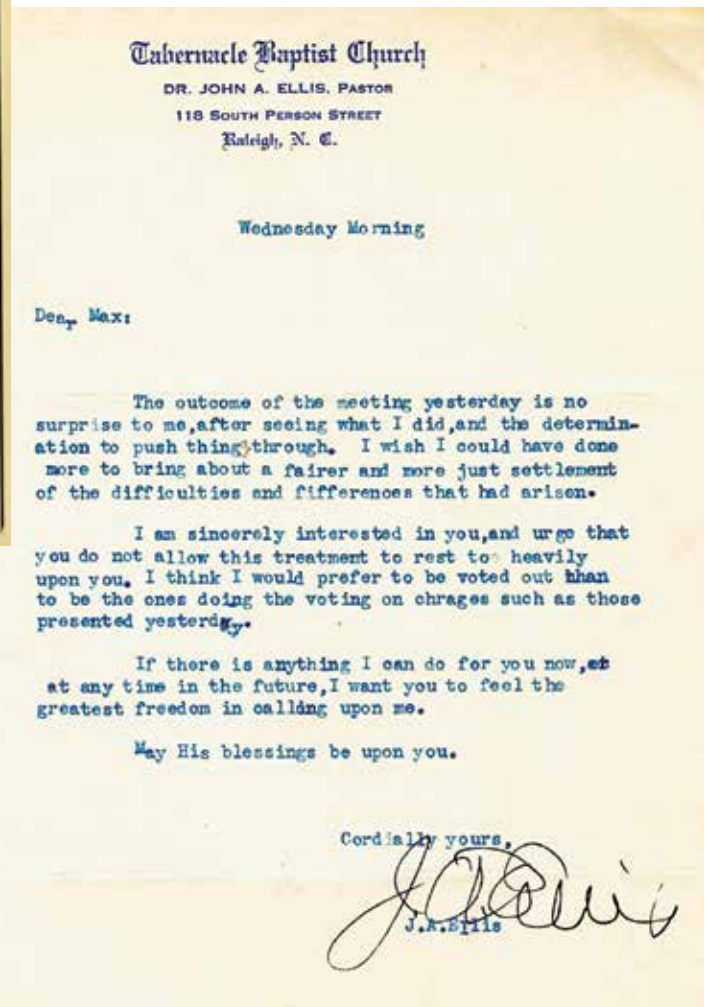 Tabernacle Baptist Church
DR. JOHN A. ELLIS, PASTOR
118 SOUTH PERSON STREET
Raleigh, N. C.
Wednesday Morning
Dear Max:
The outcome of the meeting yesterday is no
surprise to me,after seeing what I did,and the determin-
ation to push things through. I wish I could have done
more to bring about a fairer and more just settlement
of the difficulties and fifferences that had arisen.
I am sincerely interested in you,and urge that
you do not allow this treatment to rest too heavily
upon you. I think I would prefer to be voted out than
to be the ones doing the voting on chrages such as those
presented yesterday.
If there is anything I can do for you now,
at any time in the future,I want you to feel the
greatest freedom in calling upon me.
May His blessings be upon you.
Cordially yours,
J A Ellis
J.A.Ellis